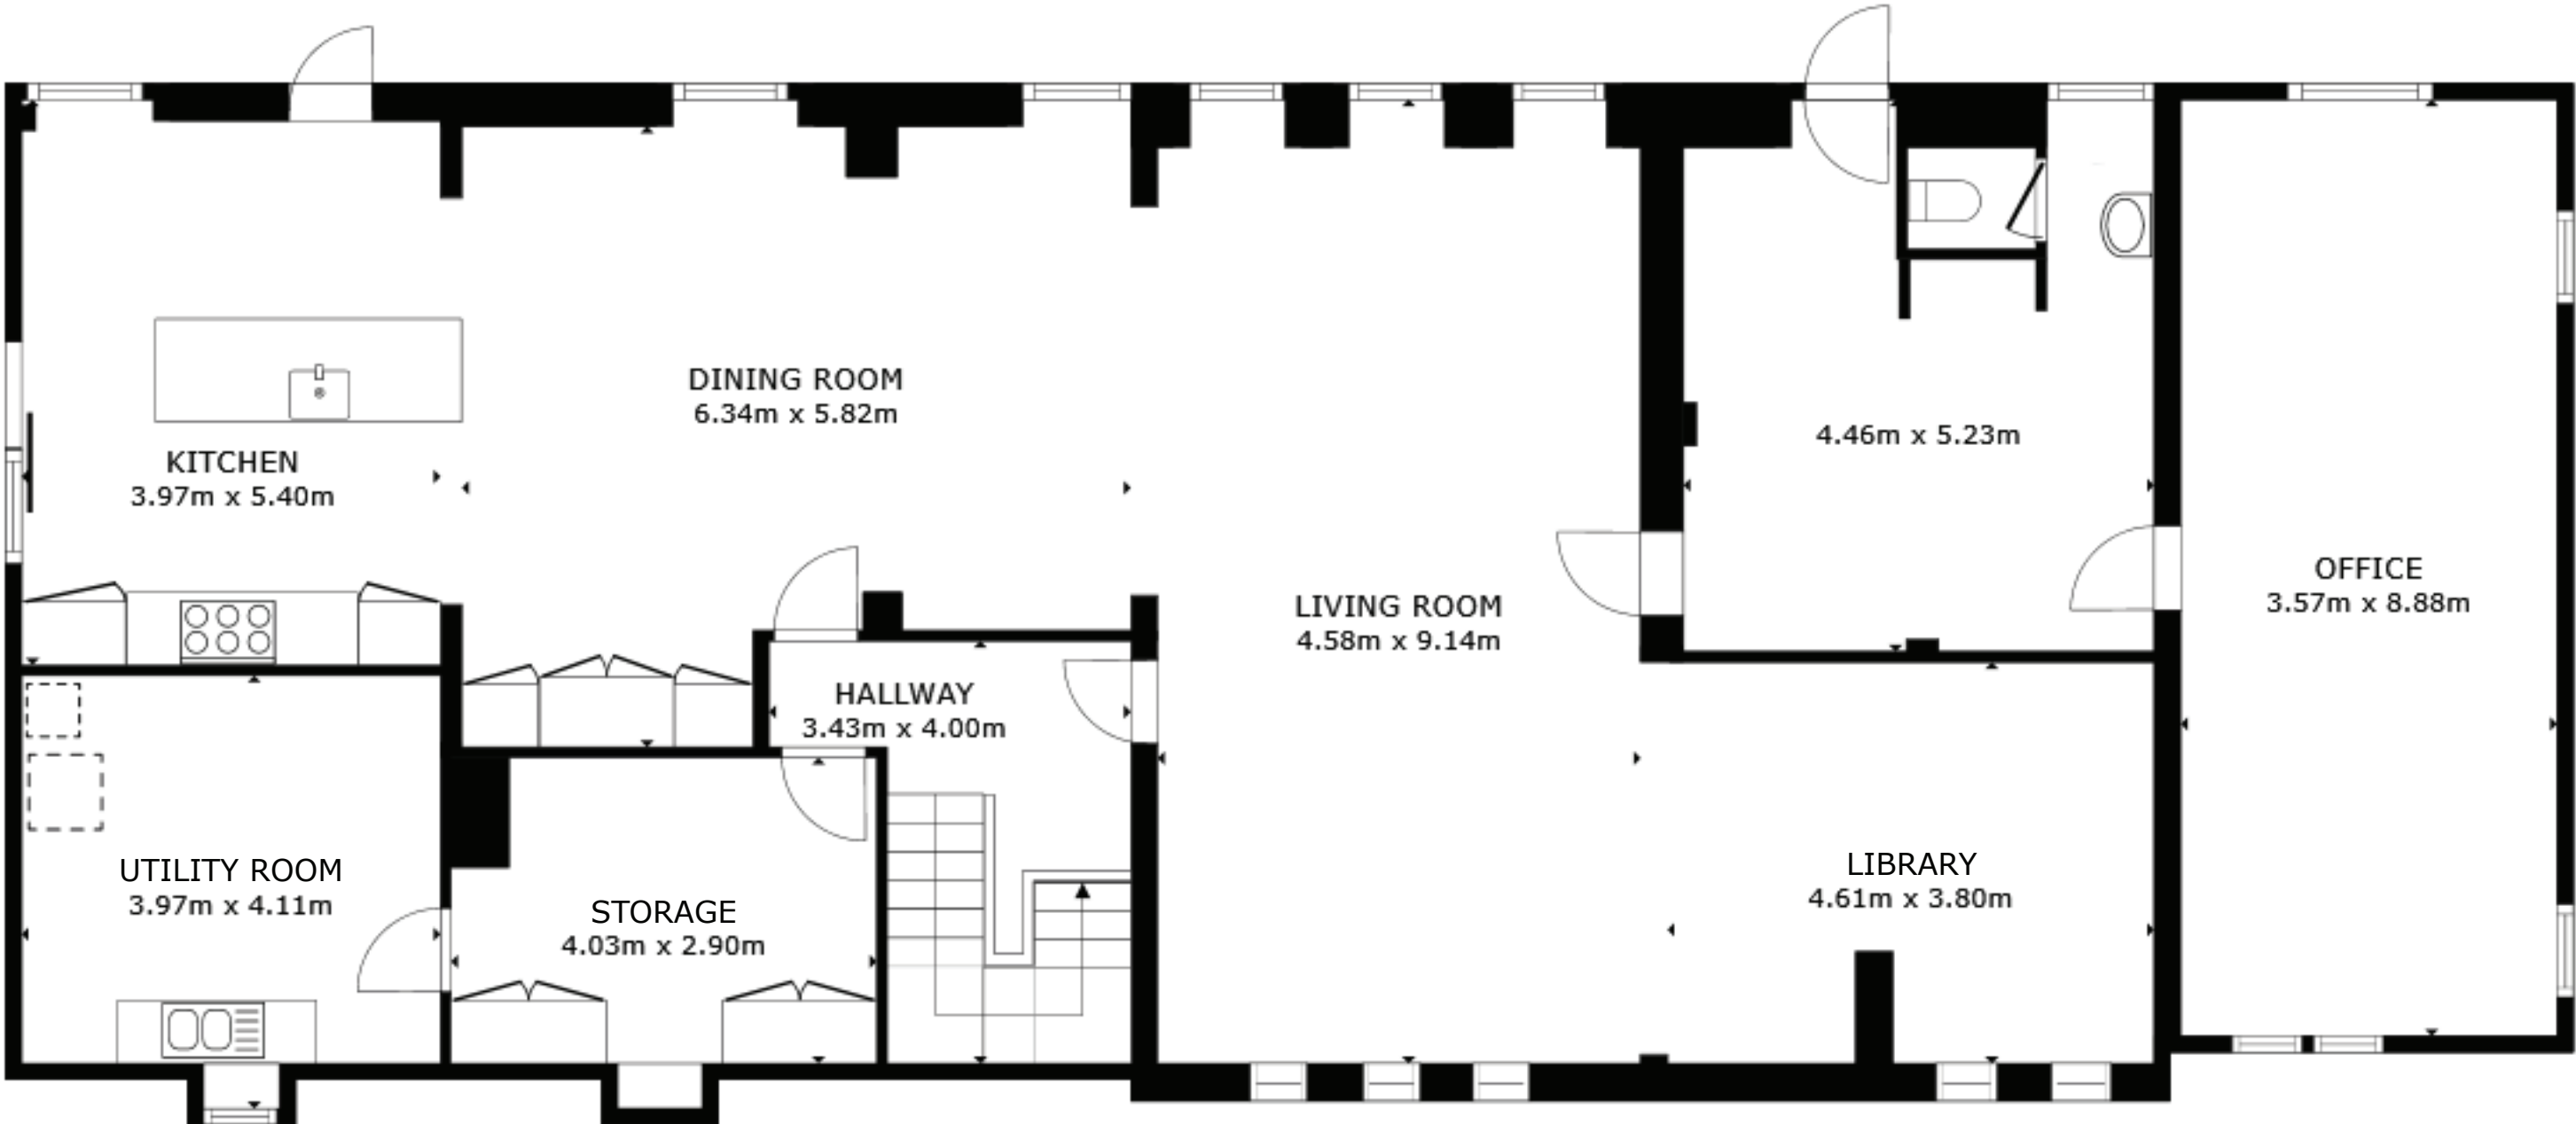 DINING ROOM
6.34m x 5.82m
KITCHEN
3.97m x 5.40m
4.46m x 5.23m
OFFICE
3.57m x 8.88m
LIVING ROOM
4.58m x 9.14m
HALLWAY
3.43m x 4.00m
UTILITY ROOM
3.97m x 4.11m
STORAGE
4.03m x 2.90m
LIBRARY
4.61m x 3.80m